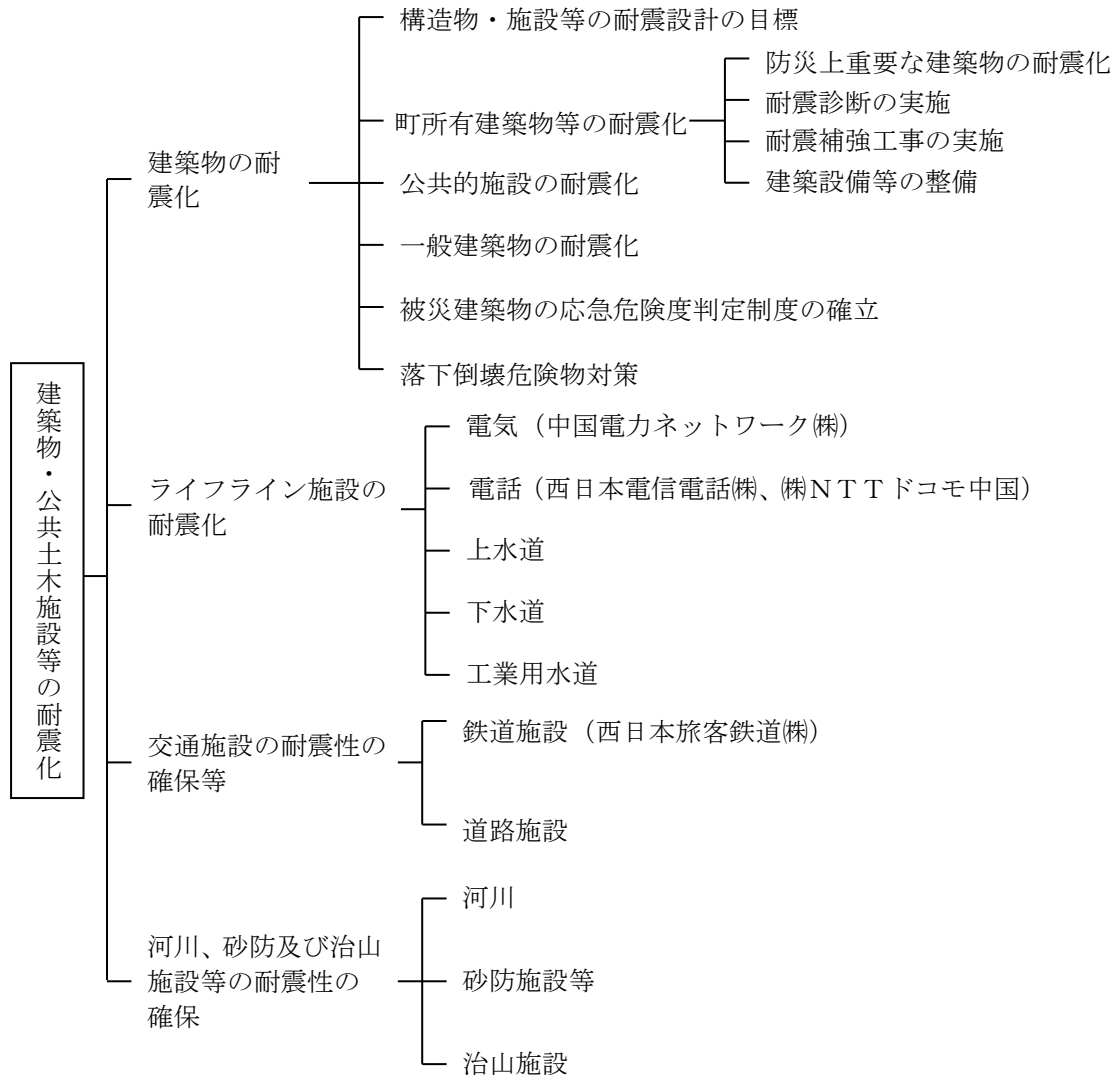 建築物・公共土木施設等の耐震化
建築物の耐
震化
構造物・施設等の耐震設計の目標
町所有建築物等の耐震化
防災上重要な建築物の耐震化
耐震診断の実施
耐震補強工事の実施
建築設備等の整備
公共的施設の耐震化
一般建築物の耐震化
被災建築物の応急危険度判定制度の確立
落下倒壊危険物対策
ライフライン施設の
耐震化
電気（中国電力ネットワーク㈱）
電話（西日本電信電話㈱、㈱ＮＴＴドコモ中国）
上水道
下水道
工業用水道
交通施設の耐震性の
確保等
鉄道施設（西日本旅客鉄道㈱）
道路施設
河川、砂防及び治山
施設等の耐震性の
確保
河川
砂防施設等
治山施設